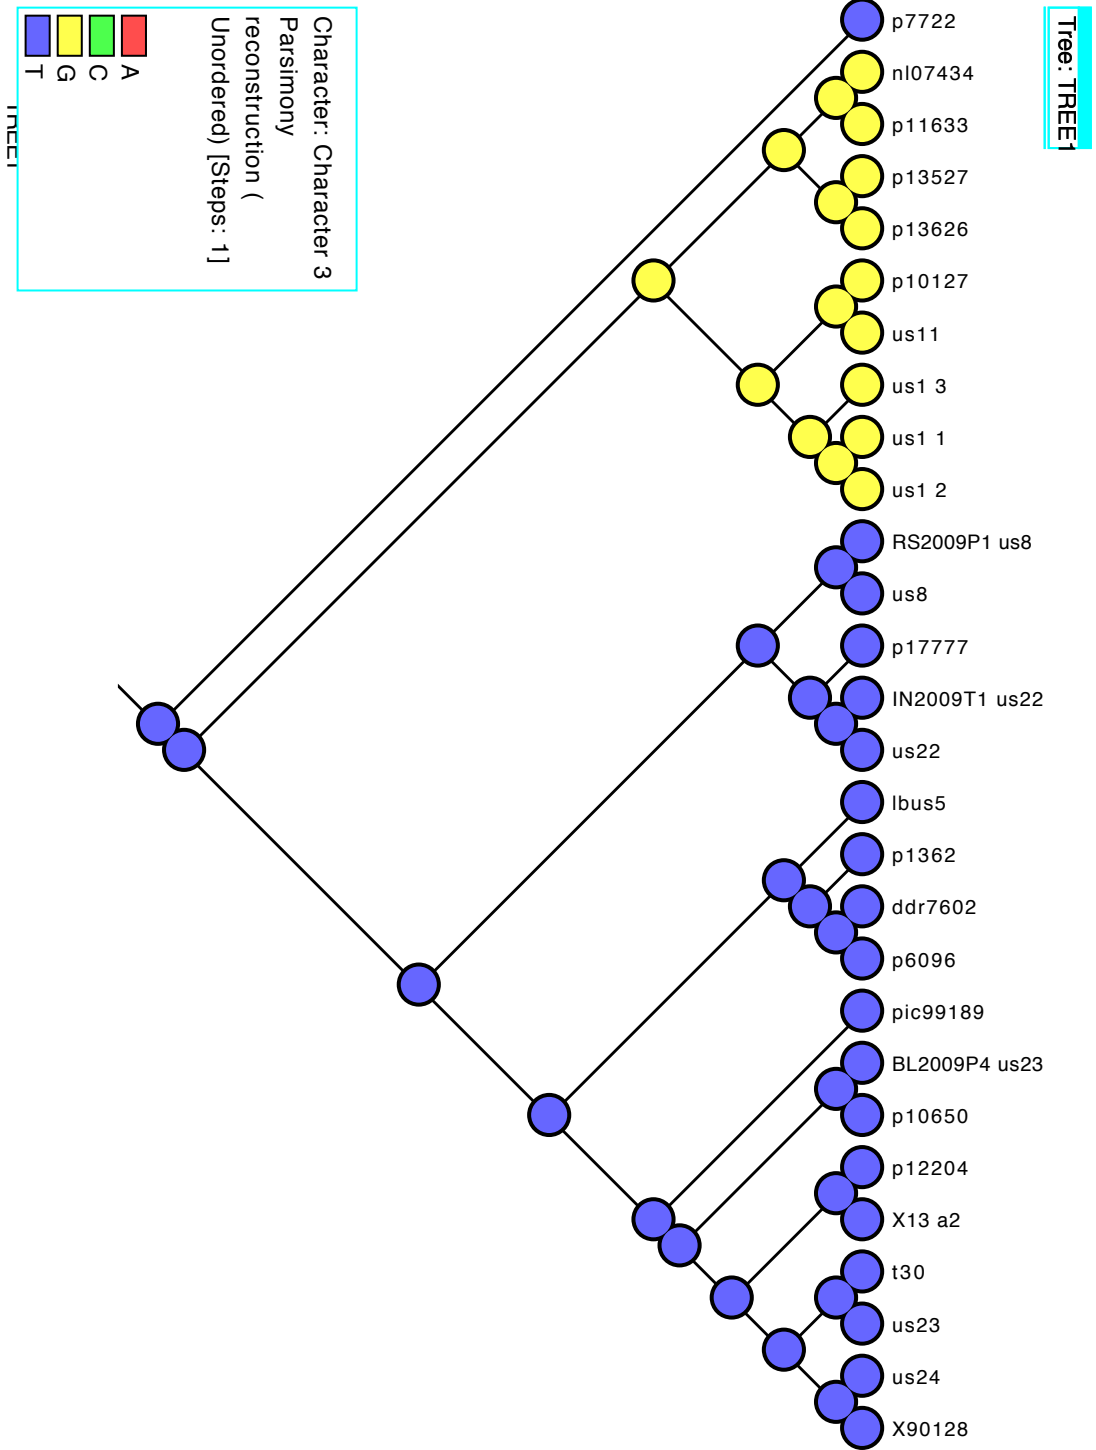 Tree: TREE1
p7722
nl07434
p11633
p13527
p13626
p10127
us11
us1 3
us1 1
us1 2
RS2009P1 us8
us8
p17777
IN2009T1 us22
us22
lbus5
p1362
ddr7602
p6096
pic99189
BL2009P4 us23
p10650
p12204
X13 a2
t30
us23
us24
X90128
Character: Character 3
Parsimony
reconstruction (
Unordered) [Steps: 1]
A
C
G
T
TREE1